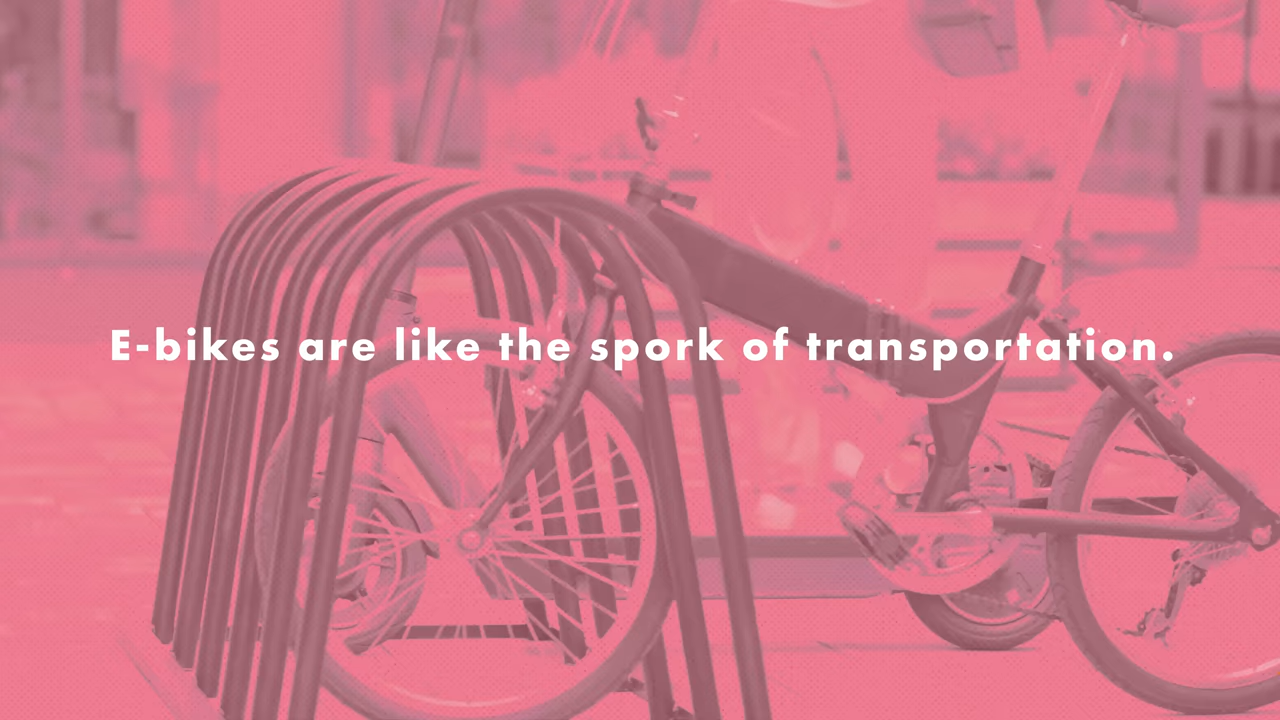 E-bikes are like the spork of transportation.